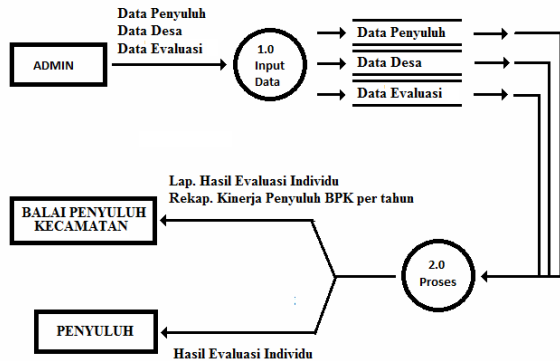 Data Penyuluh
Data Desa
Data Evaluasi
ADMIN
1.0
Input
Data
Data Penyuluh
Data Desa
Data Evaluasi
Lap. Hasil Evaluasi Individu
Rekap. Kinerja Penyuluh BPK per tahun
BALAI PENYULUH
KECAMATAN
2.0
Proses
PENYULUH
Hasil Evaluasi Individu